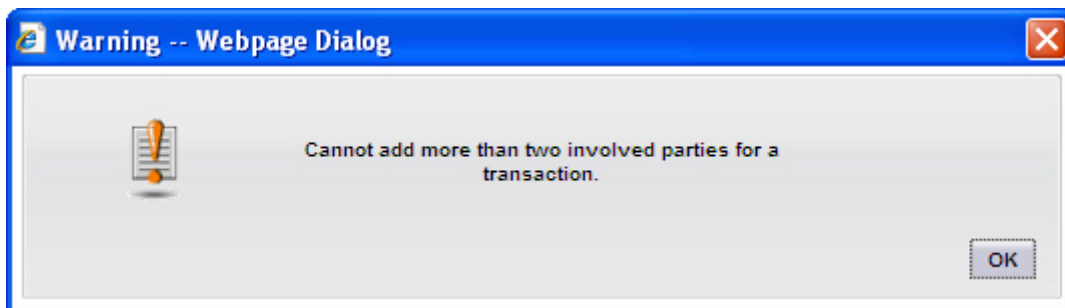 Warning -- Webpage Dialog
Cannot add more than two involved parties for a
transaction.
OK